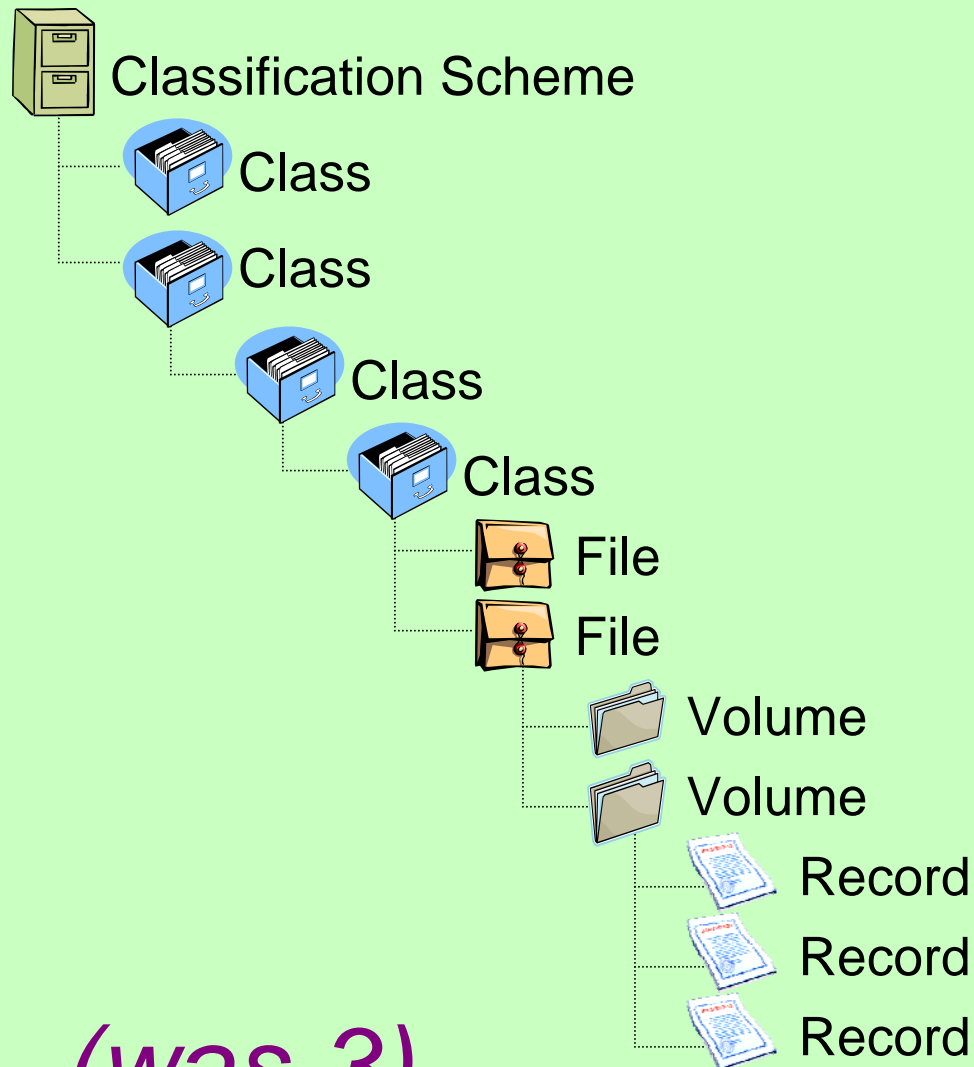 Classification Scheme
Class
Class
Class
Class
File
File
Volume
Volume
Record
Record
Record
(was 3)